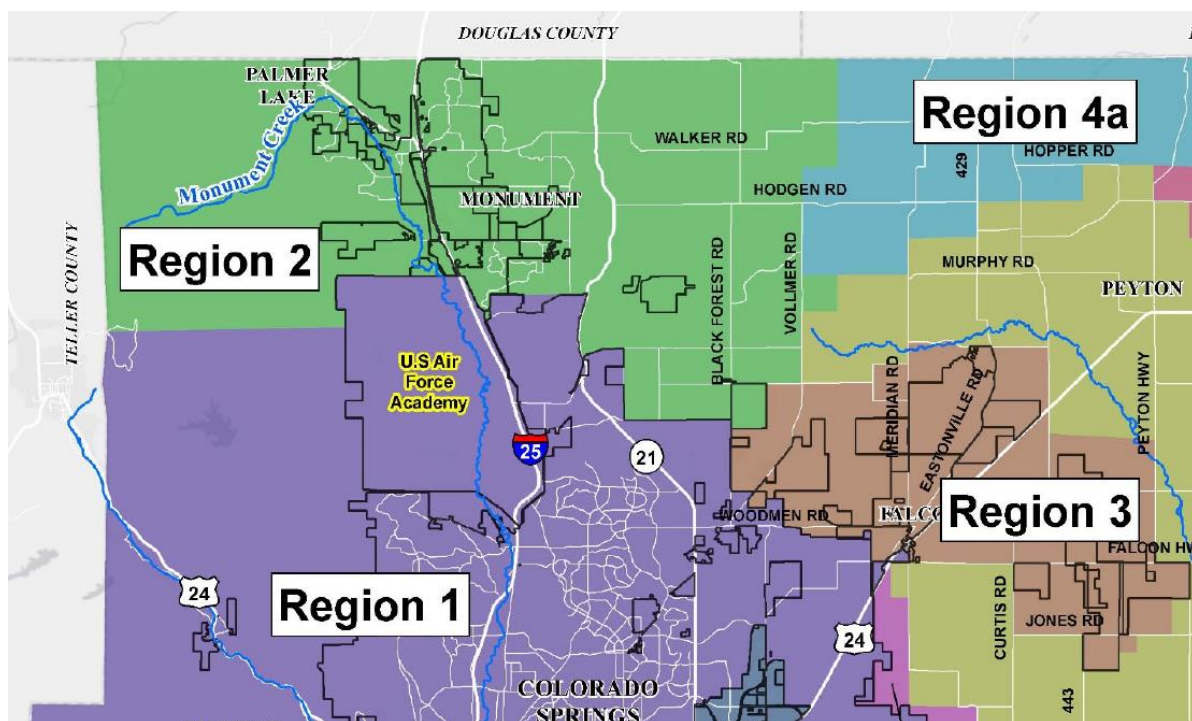 DOUGLAS COUNTY
PALMER
LAKE
Monument Creek
WALKER RD
Region 4a
HOPPER RD
429
HODGEN RD
MONUMENT
TELLER COUNTY
Region 2
BLACK FOREST RD
VOLLMER RD
MURPHY RD
PEYTON
U.S Air
Force
Academy
MERIDIAN RD
EASTONVILLE RD
PEYTON HWY
25
21
WOODMEN RD
Region 3
24
Region 1
CURTIS RD
JONES RD
24
COLORADO
SPRINGS
443